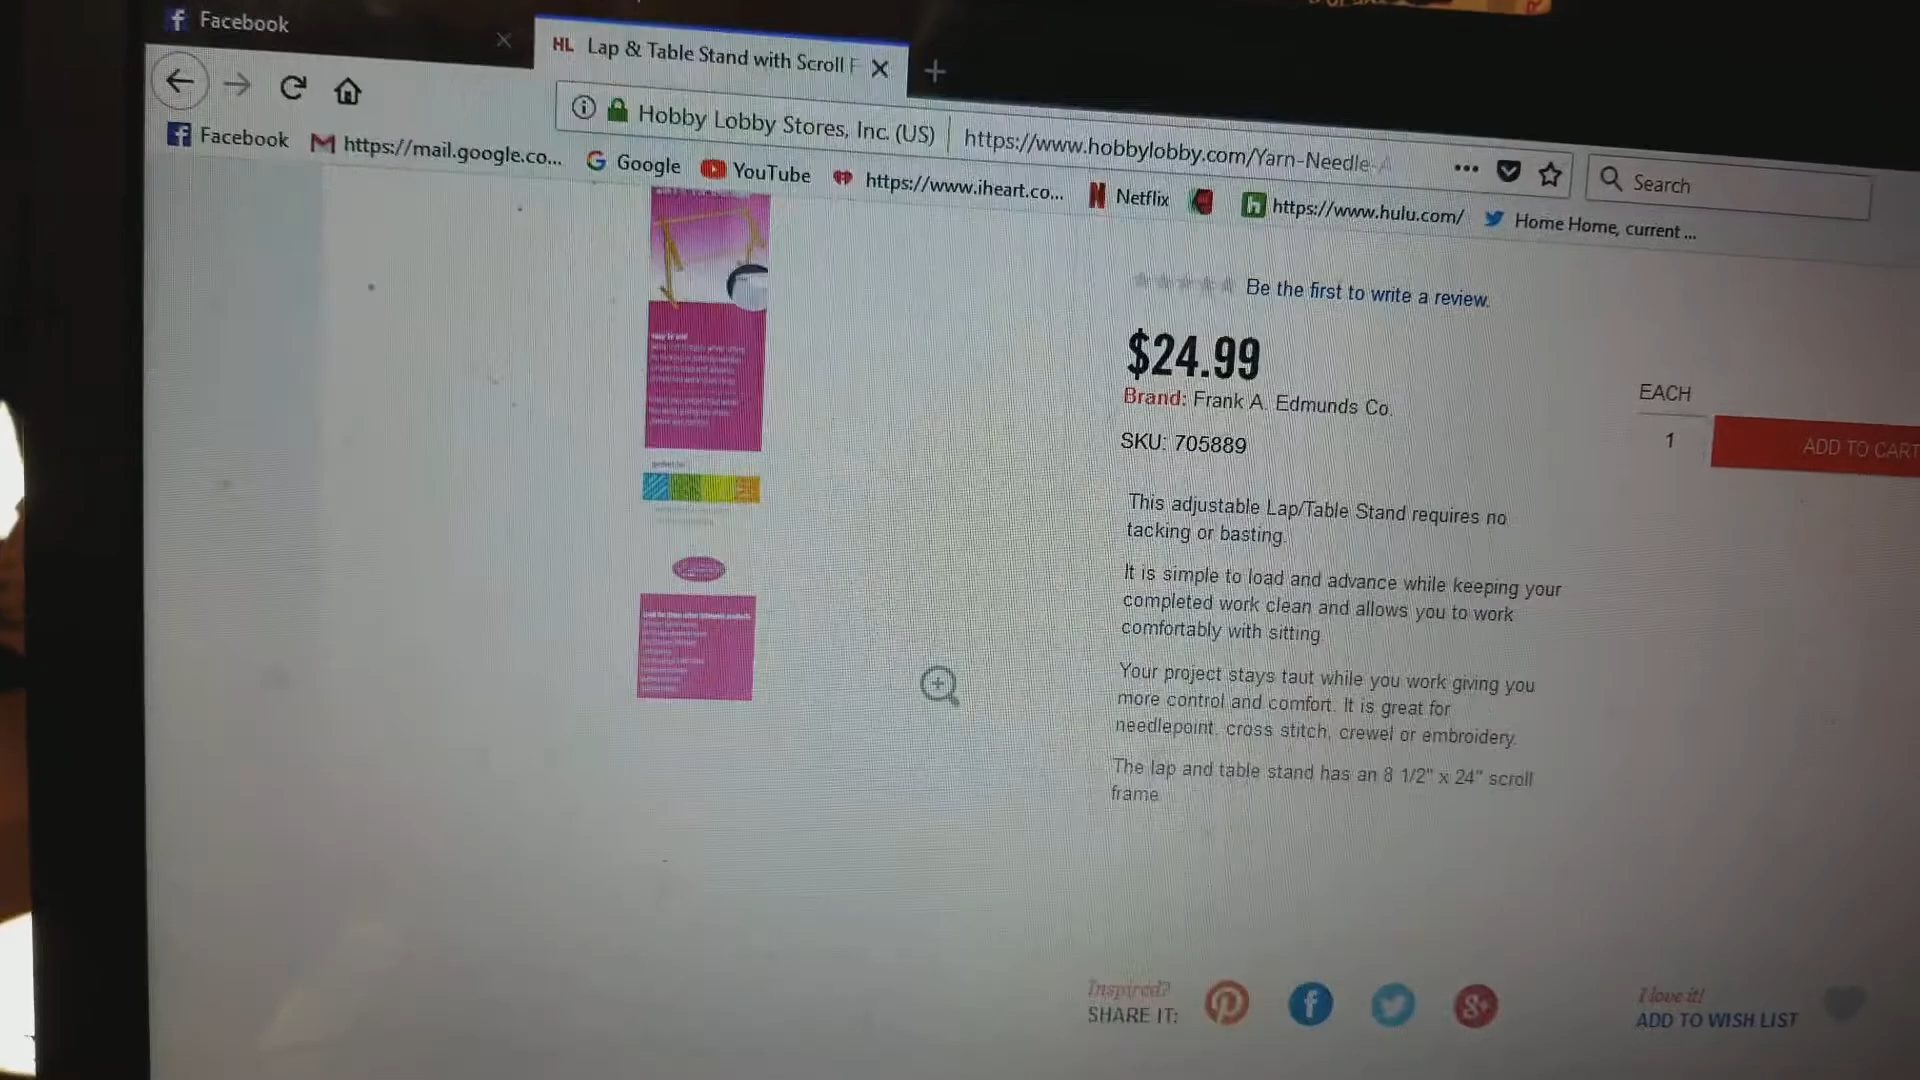 Facebook
HL Lap & Table Stand with Scroll F
Hobby Lobby Stores, Inc. (US) https://www.hobbylobby.com/Yarn-Needle-A
Search
Facebook https://mail.google.co... Google YouTube https://www.iheart.co... Netflix https://www.hulu.com/ Home Home, current ...
Be the first to write a review.
$24.99
Brand: Frank A. Edmunds Co.
SKU: 705889
EACH
1
ADD TO CART
This adjustable Lap/Table Stand requires no
tacking or basting.
It is simple to load and advance while keeping your
completed work clean and allows you to work
comfortably with sitting.
Your project stays taut while you work giving you
more control and comfort. It is great for
needlepoint, cross stitch, crewel or embroidery.
The lap and table stand has an 8 1/2" x 24" scroll
frame.
Inspired?
SHARE IT:
I love it!
ADD TO WISH LIST